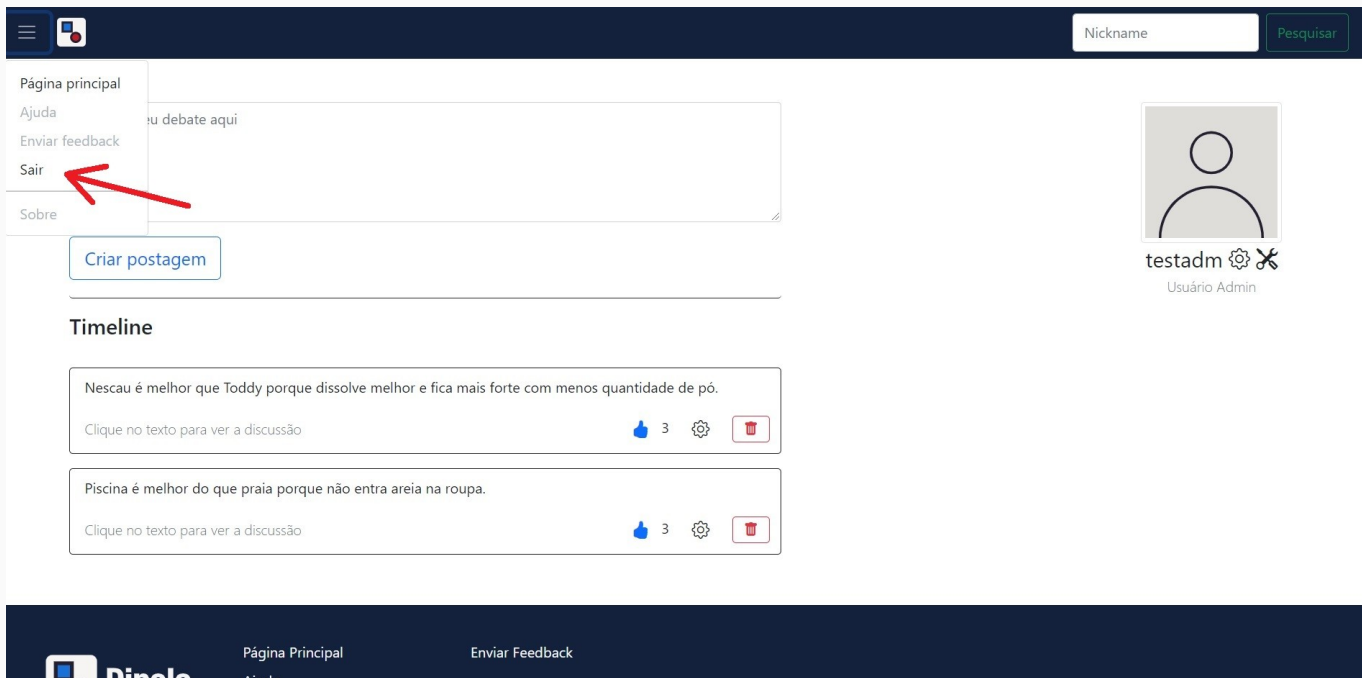 Nickname
Pesquisar
Página principal
Ajuda
Enviar feedback
Sair
Sobre
debate aqui
Criar postagem
testadm
Usuário Admin
Timeline
Nescau é melhor que Toddy porque dissolve melhor e fica mais forte com menos quantidade de pó.
Clique no texto para ver a discussão
3
Piscina é melhor do que praia porque não entra areia na roupa.
Clique no texto para ver a discussão
3
Página Principal
Enviar Feedback